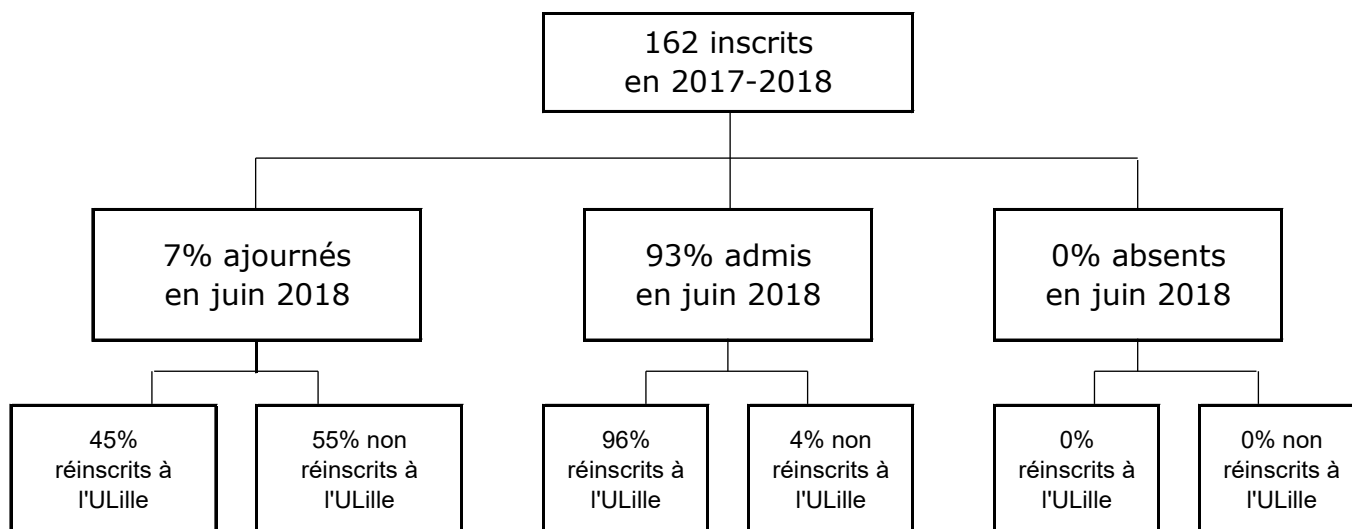 162 inscrits
en 2017-2018
7% ajournés
en juin 2018
93% admis
en juin 2018
0% absents
en juin 2018
45%
réinscrits à
l'ULille
55% non
réinscrits à
l'ULille
96%
réinscrits à
l'ULille
4% non
réinscrits à
l'ULille
0%
réinscrits à
l'ULille
0% non
réinscrits à
l'ULille